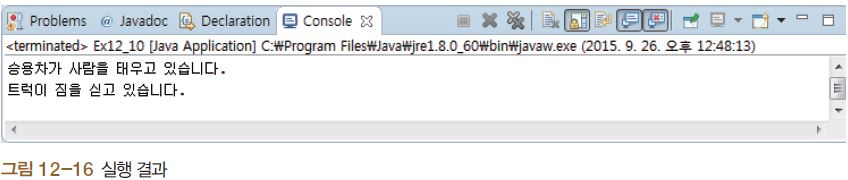 Problems @ Javadoc Declaration Console
<terminated> Ex12_10 [Java Application] C:₩Program Files₩Java₩jre1.8.0_60₩bin₩javaw.exe (2015. 9. 26. 오후 12:48:13)
승용차가 사람을 태우고 있습니다.
트럭이 짐을 싣고 있습니다.
그림 12-16 실행 결과